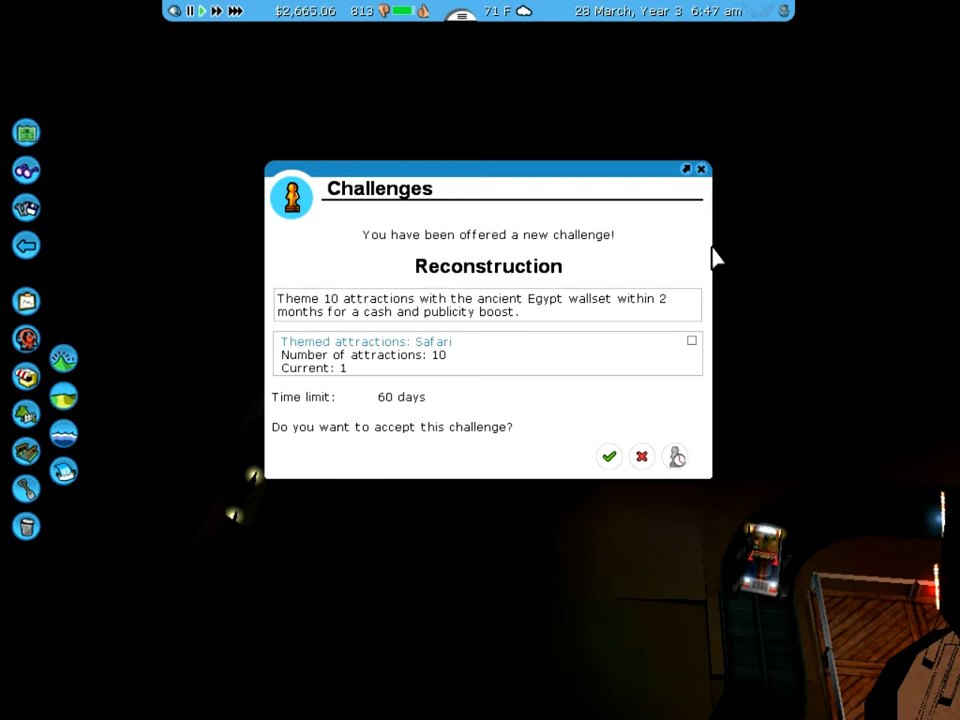 $2,665.06 813 71 F 28 March, Year 3 6:47 am
Challenges
You have been offered a new challenge!
Reconstruction
Theme 10 attractions with the ancient Egypt wallset within 2
months for a cash and publicity boost.
Themed attractions: Safari
Number of attractions: 10
Current: 1
Time limit: 60 days
Do you want to accept this challenge?